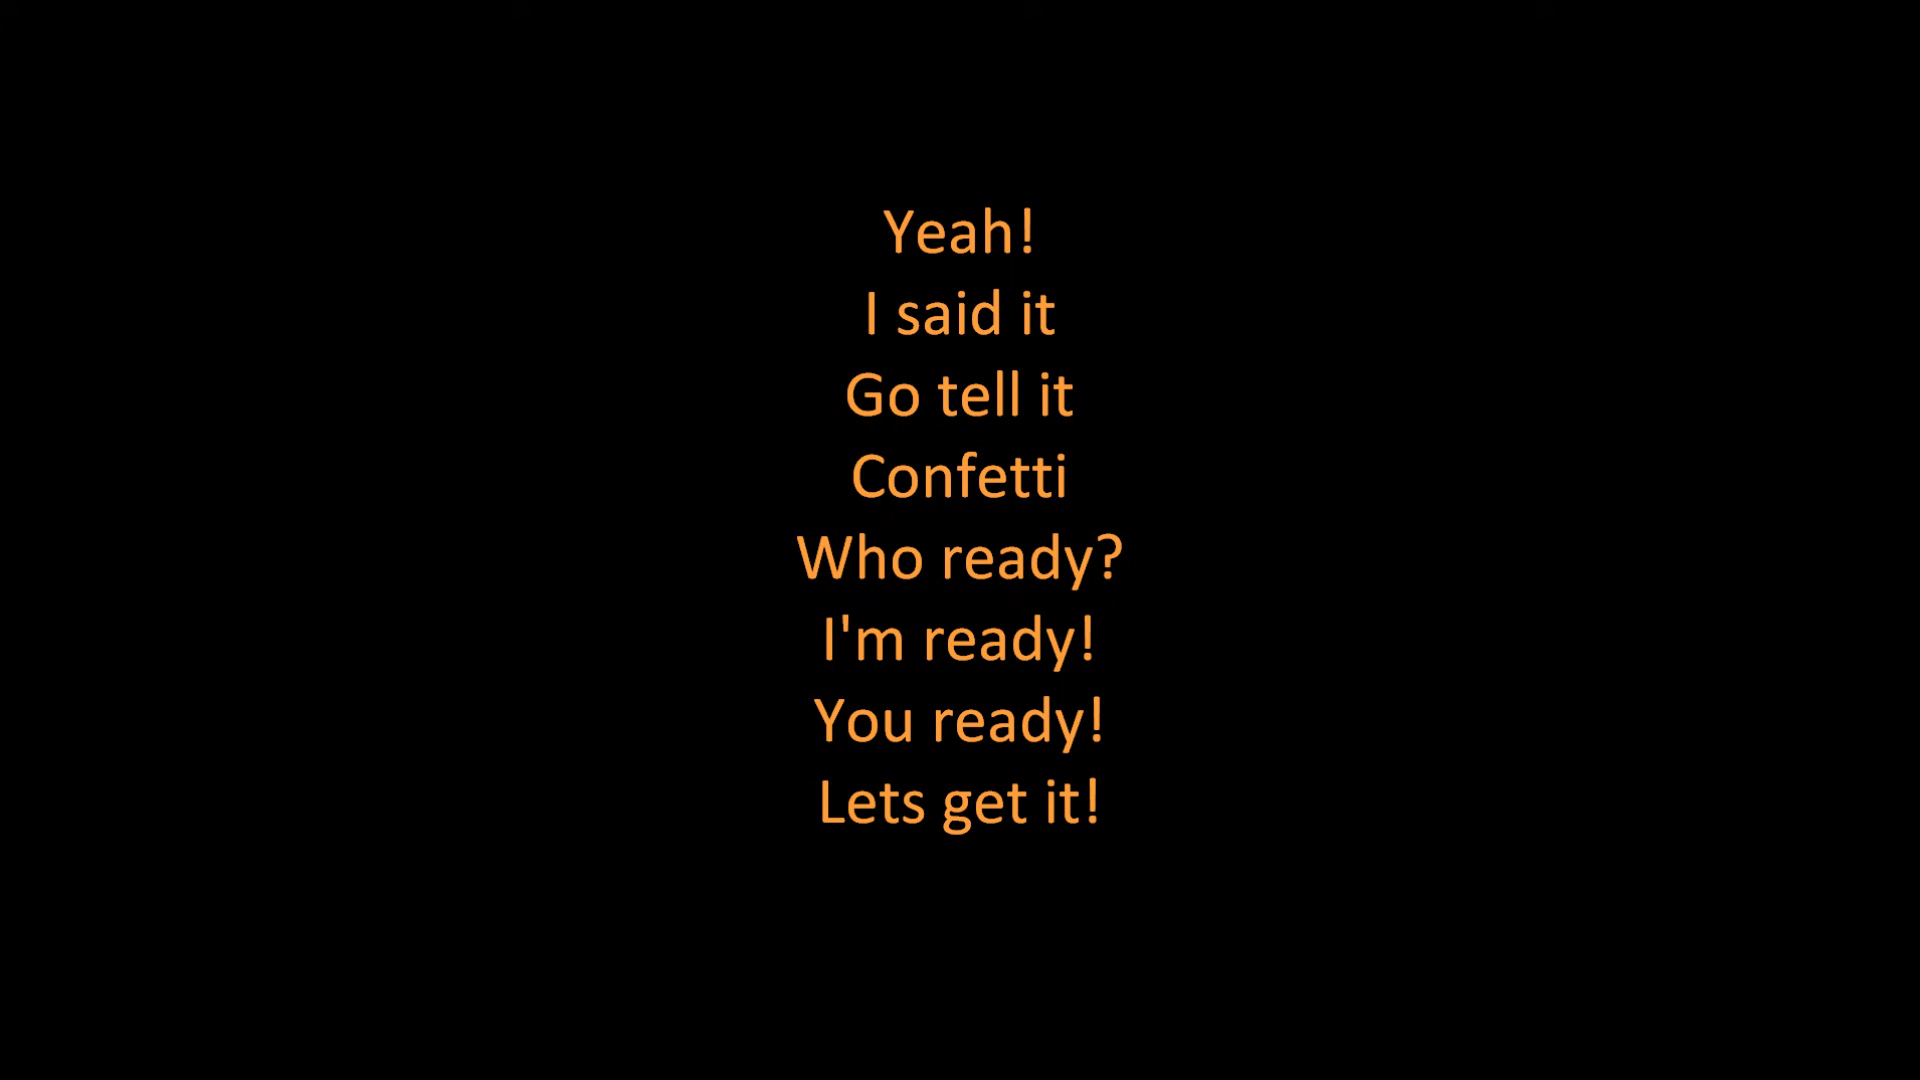 Yeah!
I said it
Go tell it
Confetti
Who ready?
I'm ready!
You ready!
Lets get it!